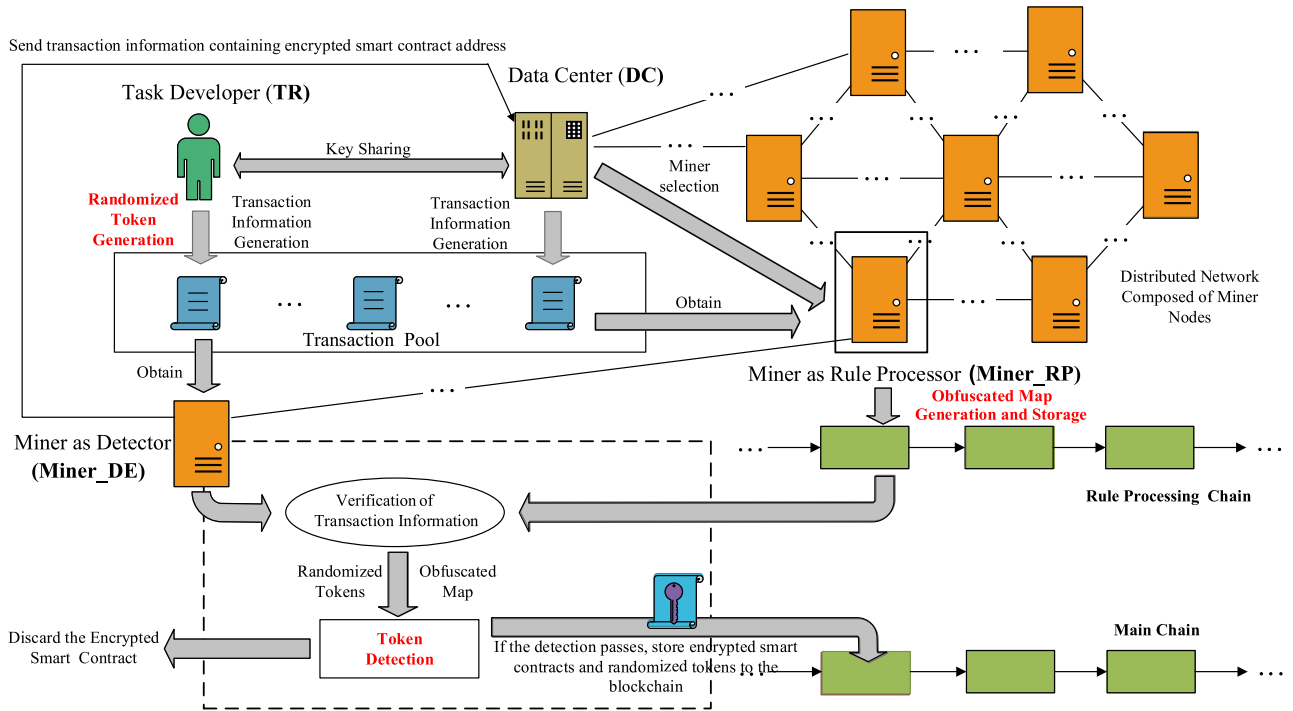 Send transaction information containing encrypted smart contract address
Data Center (DC)
Task Developer (TR)
Key Sharing
Miner
selection
Randomized
Token
Generation
Transaction
Information
Generation
Transaction
Information
Generation
Distributed Network
Composed of Miner
Nodes
Obtain
Transaction Pool
Obtain
Miner as Rule Processor (Miner_RP)
Obfuscated Map
Generation and Storage
Miner as Detector
(Miner_DE)
Rule Processing Chain
Verification of
Transaction Information
Randomized
Tokens
Obfuscated
Map
Discard the Encrypted
Smart Contract
Token
Detection
If the detection passes, store encrypted smart
contracts and randomized tokens to the
blockchain
Main Chain